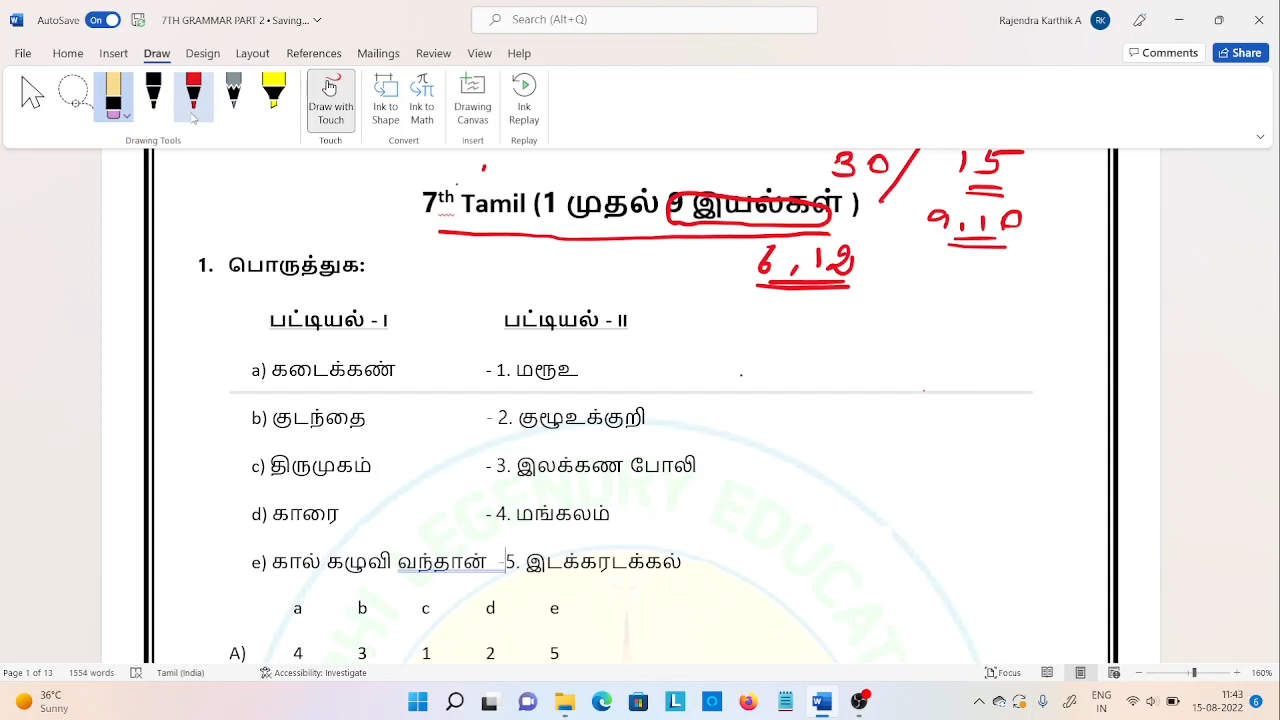 7TH GRAMMAR PART 2 • Saving...
AutoSave On
Search (Alt+Q)
Rajendra Karthik A RK
File Home Insert Draw Design Layout References Mailings Review View Help
Comments Share
Draw with Touch
Ink to Shape
Ink to Math
Drawing Canvas
Ink Replay
Drawing Tools Touch Convert Insert Replay
30/ 15
7th Tamil (1 முதல் 9 இயல்கள் )
9,10
6,12
1. பொருத்துக:
பட்டியல் - I பட்டியல் - II
a) கடைக்கண் - 1. மரூஉ
b) குடந்தை - 2. குழூஉக்குறி
c) திருமுகம் - 3. இலக்கண போலி
d) காரை - 4. மங்கலம்
e) கால் கழுவி வந்தான் -5. இடக்கரடக்கல்
a b c d e
A) 4 3 1 2 5
EGENDRY EDUCAT
Page 1 of 13 1554 words Tamil (India) Accessibility: Investigate Focus 160%
36°C
Sunny
ENG
IN
11:43
15-08-2022
6